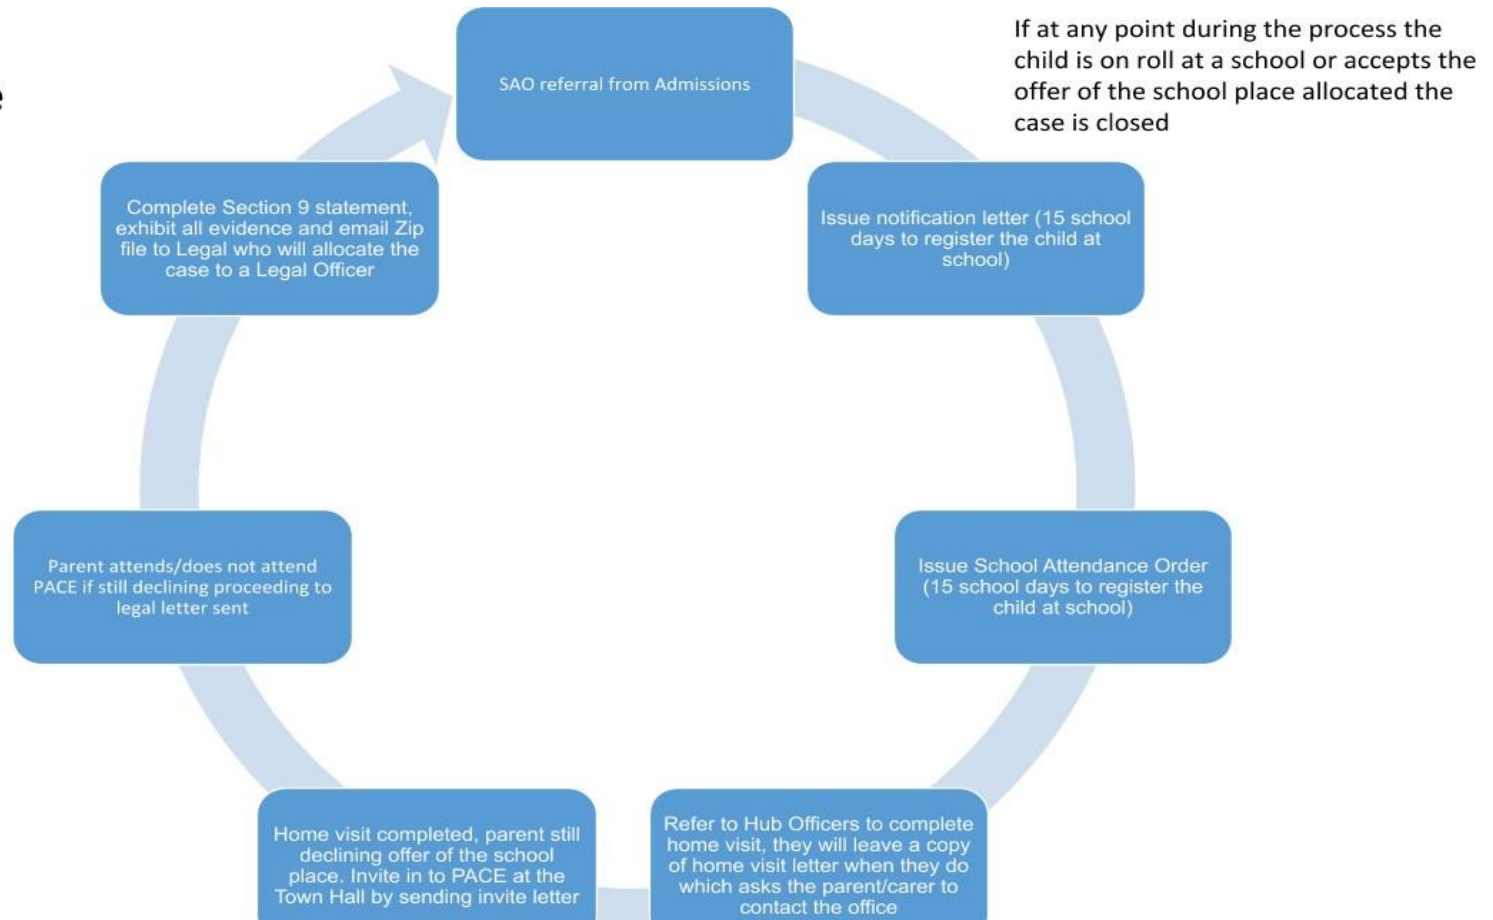 e
SAO referral from Admissions
If at any point during the process the
child is on roll at a school or accepts the
offer of the school place allocated the
case is closed
Issue notification letter (15 school
days to register the child at
school)
Issue School Attendance Order
(15 school days to register the
child at school)
Refer to Hub Officers to complete
home visit, they will leave a copy
of home visit letter when they do
which asks the parent/carer to
contact the office
Home visit completed, parent still
declining offer of the school
place. Invite in to PACE at the
Town Hall by sending invite letter
Parent attends/does not attend
PACE if still declining proceeding to
legal letter sent
Complete Section 9 statement,
exhibit all evidence and email Zip
file to Legal who will allocate the
case to a Legal Officer